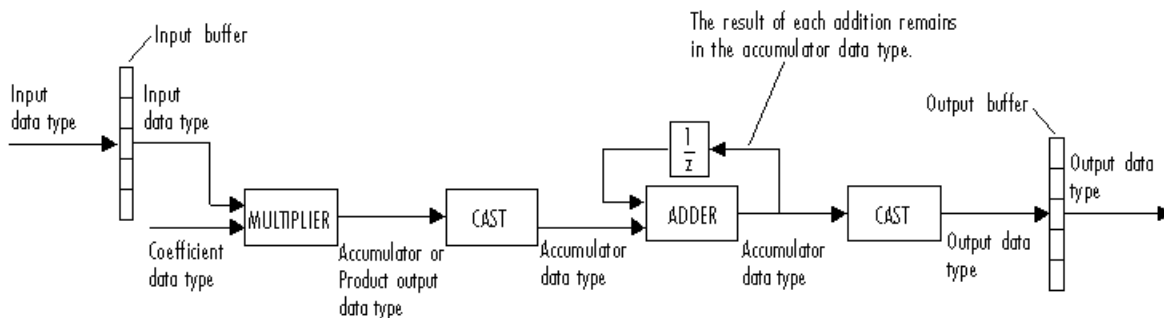 Input buffer
The result of each addition remains
in the accumulator data type.
Input
data type
Input
data type
Output buffer
1
z
Output data
type
MULTIPLIER
CAST
ADDER
CAST
Coefficient
data type
Accumulator or
Product output
data type
Accumulator
data type
Accumulator
data type
Output data
type